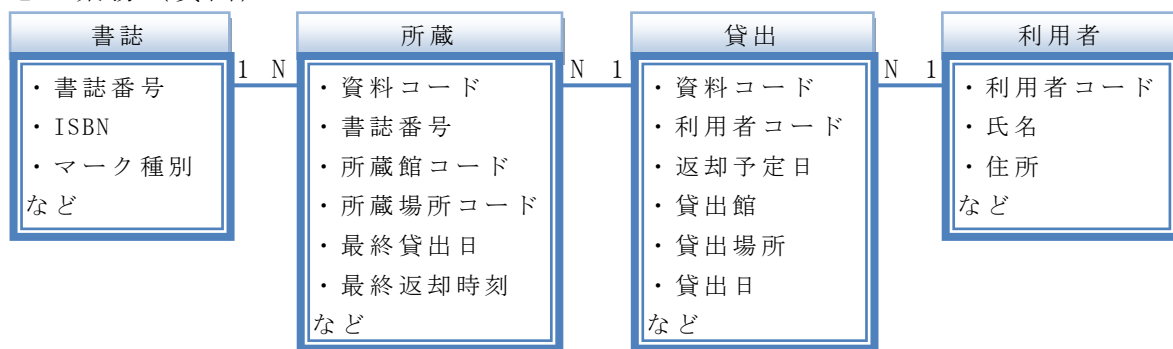 書誌
・書誌番号
・ISBN
・マーク種別
など
1 N
所蔵
・資料コード
・書誌番号
・所蔵館コード
・所蔵場所コード
・最終貸出日
・最終返却時刻
など
N 1
貸出
・資料コード
・利用者コード
・返却予定日
・貸出館
・貸出場所
・貸出日
など
N 1
利用者
・利用者コード
・氏名
・住所
など